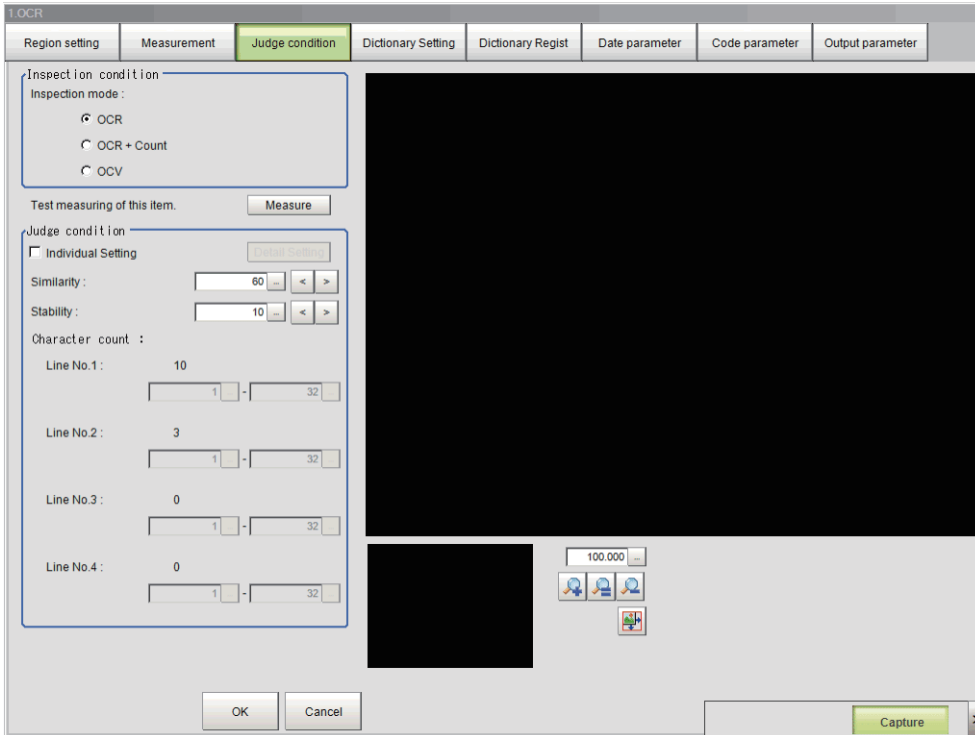 1.OCR
Region setting Measurement Judge condition Dictionary Setting Dictionary Regist Date parameter Code parameter Output parameter
Inspection condition
Inspection mode :
OCR
OCR + Count
OCV
Test measuring of this item. Measure
Judge condition
Individual Setting Detail Setting
Similarity : 60 ... < >
Stability : 10 ... < >
Character count :
Line No.1 : 10
1 ... - 32 ...
Line No.2 : 3
1 ... - 32 ...
Line No.3 : 0
1 ... - 32 ...
Line No.4 : 0
1 ... - 32 ...
100.000 ...
OK Cancel
Capture